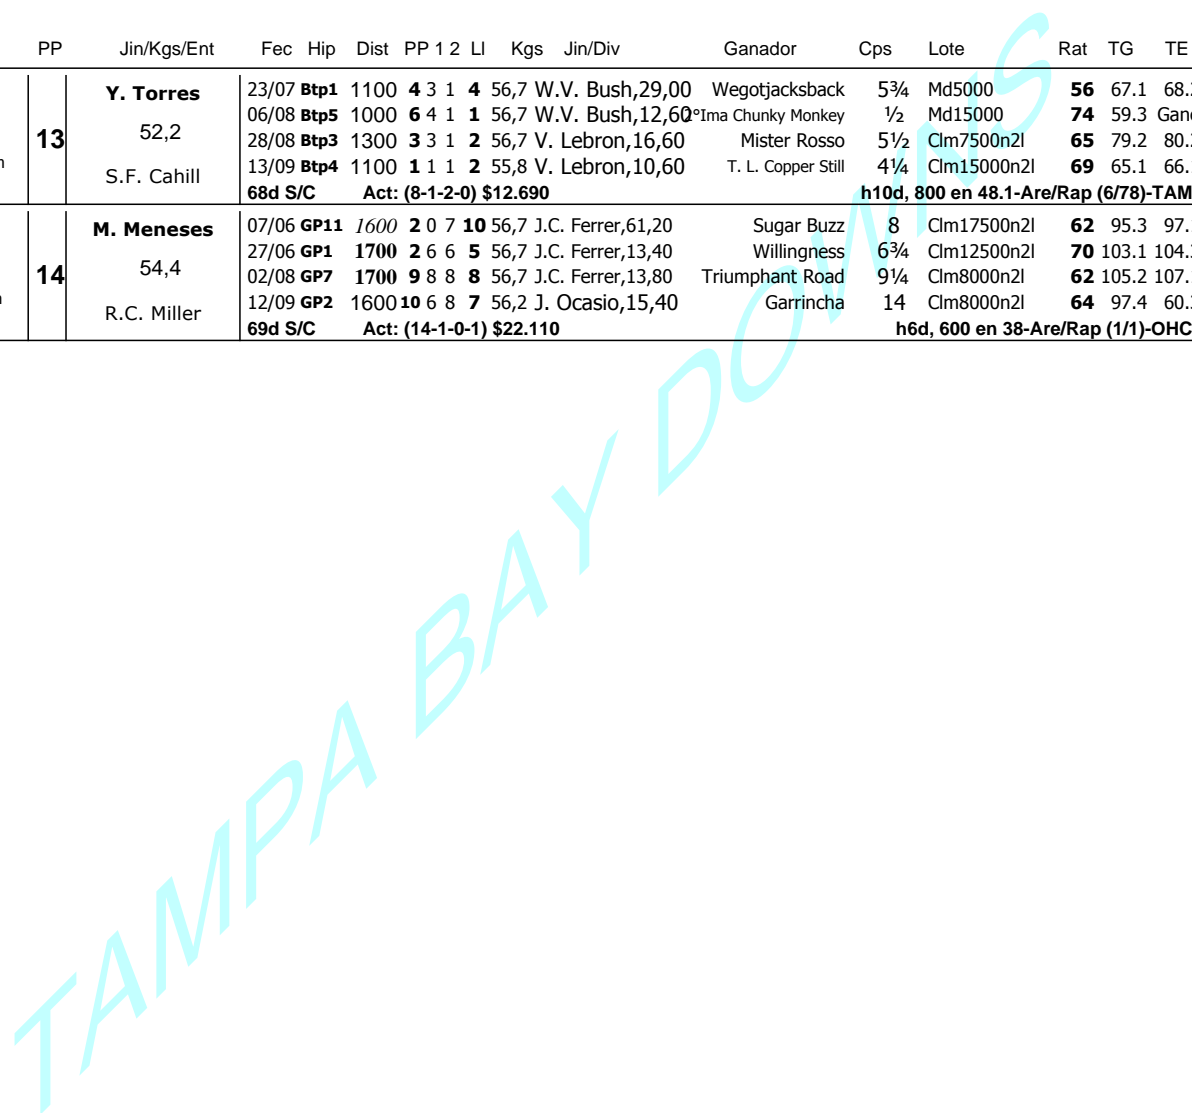 PP Jin/Kgs/Ent Fec Hip Dist PP 1 2 Ll Kgs Jin/Div Ganador Cps Lote Rat TG TE
13
Y. Torres
52,2
S.F. Cahill
23/07 Btp1 1100 4 3 1 4 56,7 W.V. Bush,29,00 Wegotjacksback 5¾ Md5000 56 67.1 68.
06/08 Btp5 1000 6 4 1 1 56,7 W.V. Bush,12,60 2°Ima Chunky Monkey ½ Md15000 74 59.3 Gan
28/08 Btp3 1300 3 3 1 2 56,7 V. Lebron,16,60 Mister Rosso 5½ Clm7500n2l 65 79.2 80.
13/09 Btp4 1100 1 1 1 2 55,8 V. Lebron,10,60 T. L. Copper Still 4¼ Clm15000n2l 69 65.1 66.
68d S/C Act: (8-1-2-0) $12.690 h10d, 800 en 48.1-Are/Rap (6/78)-TAM
14
M. Meneses
54,4
R.C. Miller
07/06 GP11 1600 2 0 7 10 56,7 J.C. Ferrer,61,20 Sugar Buzz 8 Clm17500n2l 62 95.3 97.
27/06 GP1 1700 2 6 6 5 56,7 J.C. Ferrer,13,40 Willingness 6¾ Clm12500n2l 70 103.1 104.
02/08 GP7 1700 9 8 8 8 56,7 J.C. Ferrer,13,80 Triumphant Road 9¼ Clm8000n2l 62 105.2 107.
12/09 GP2 1600 10 6 8 7 56,2 J. Ocasio,15,40 Garrincha 14 Clm8000n2l 64 97.4 60.
69d S/C Act: (14-1-0-1) $22.110 h6d, 600 en 38-Are/Rap (1/1)-OHC
TAMPA BAY DOWNS